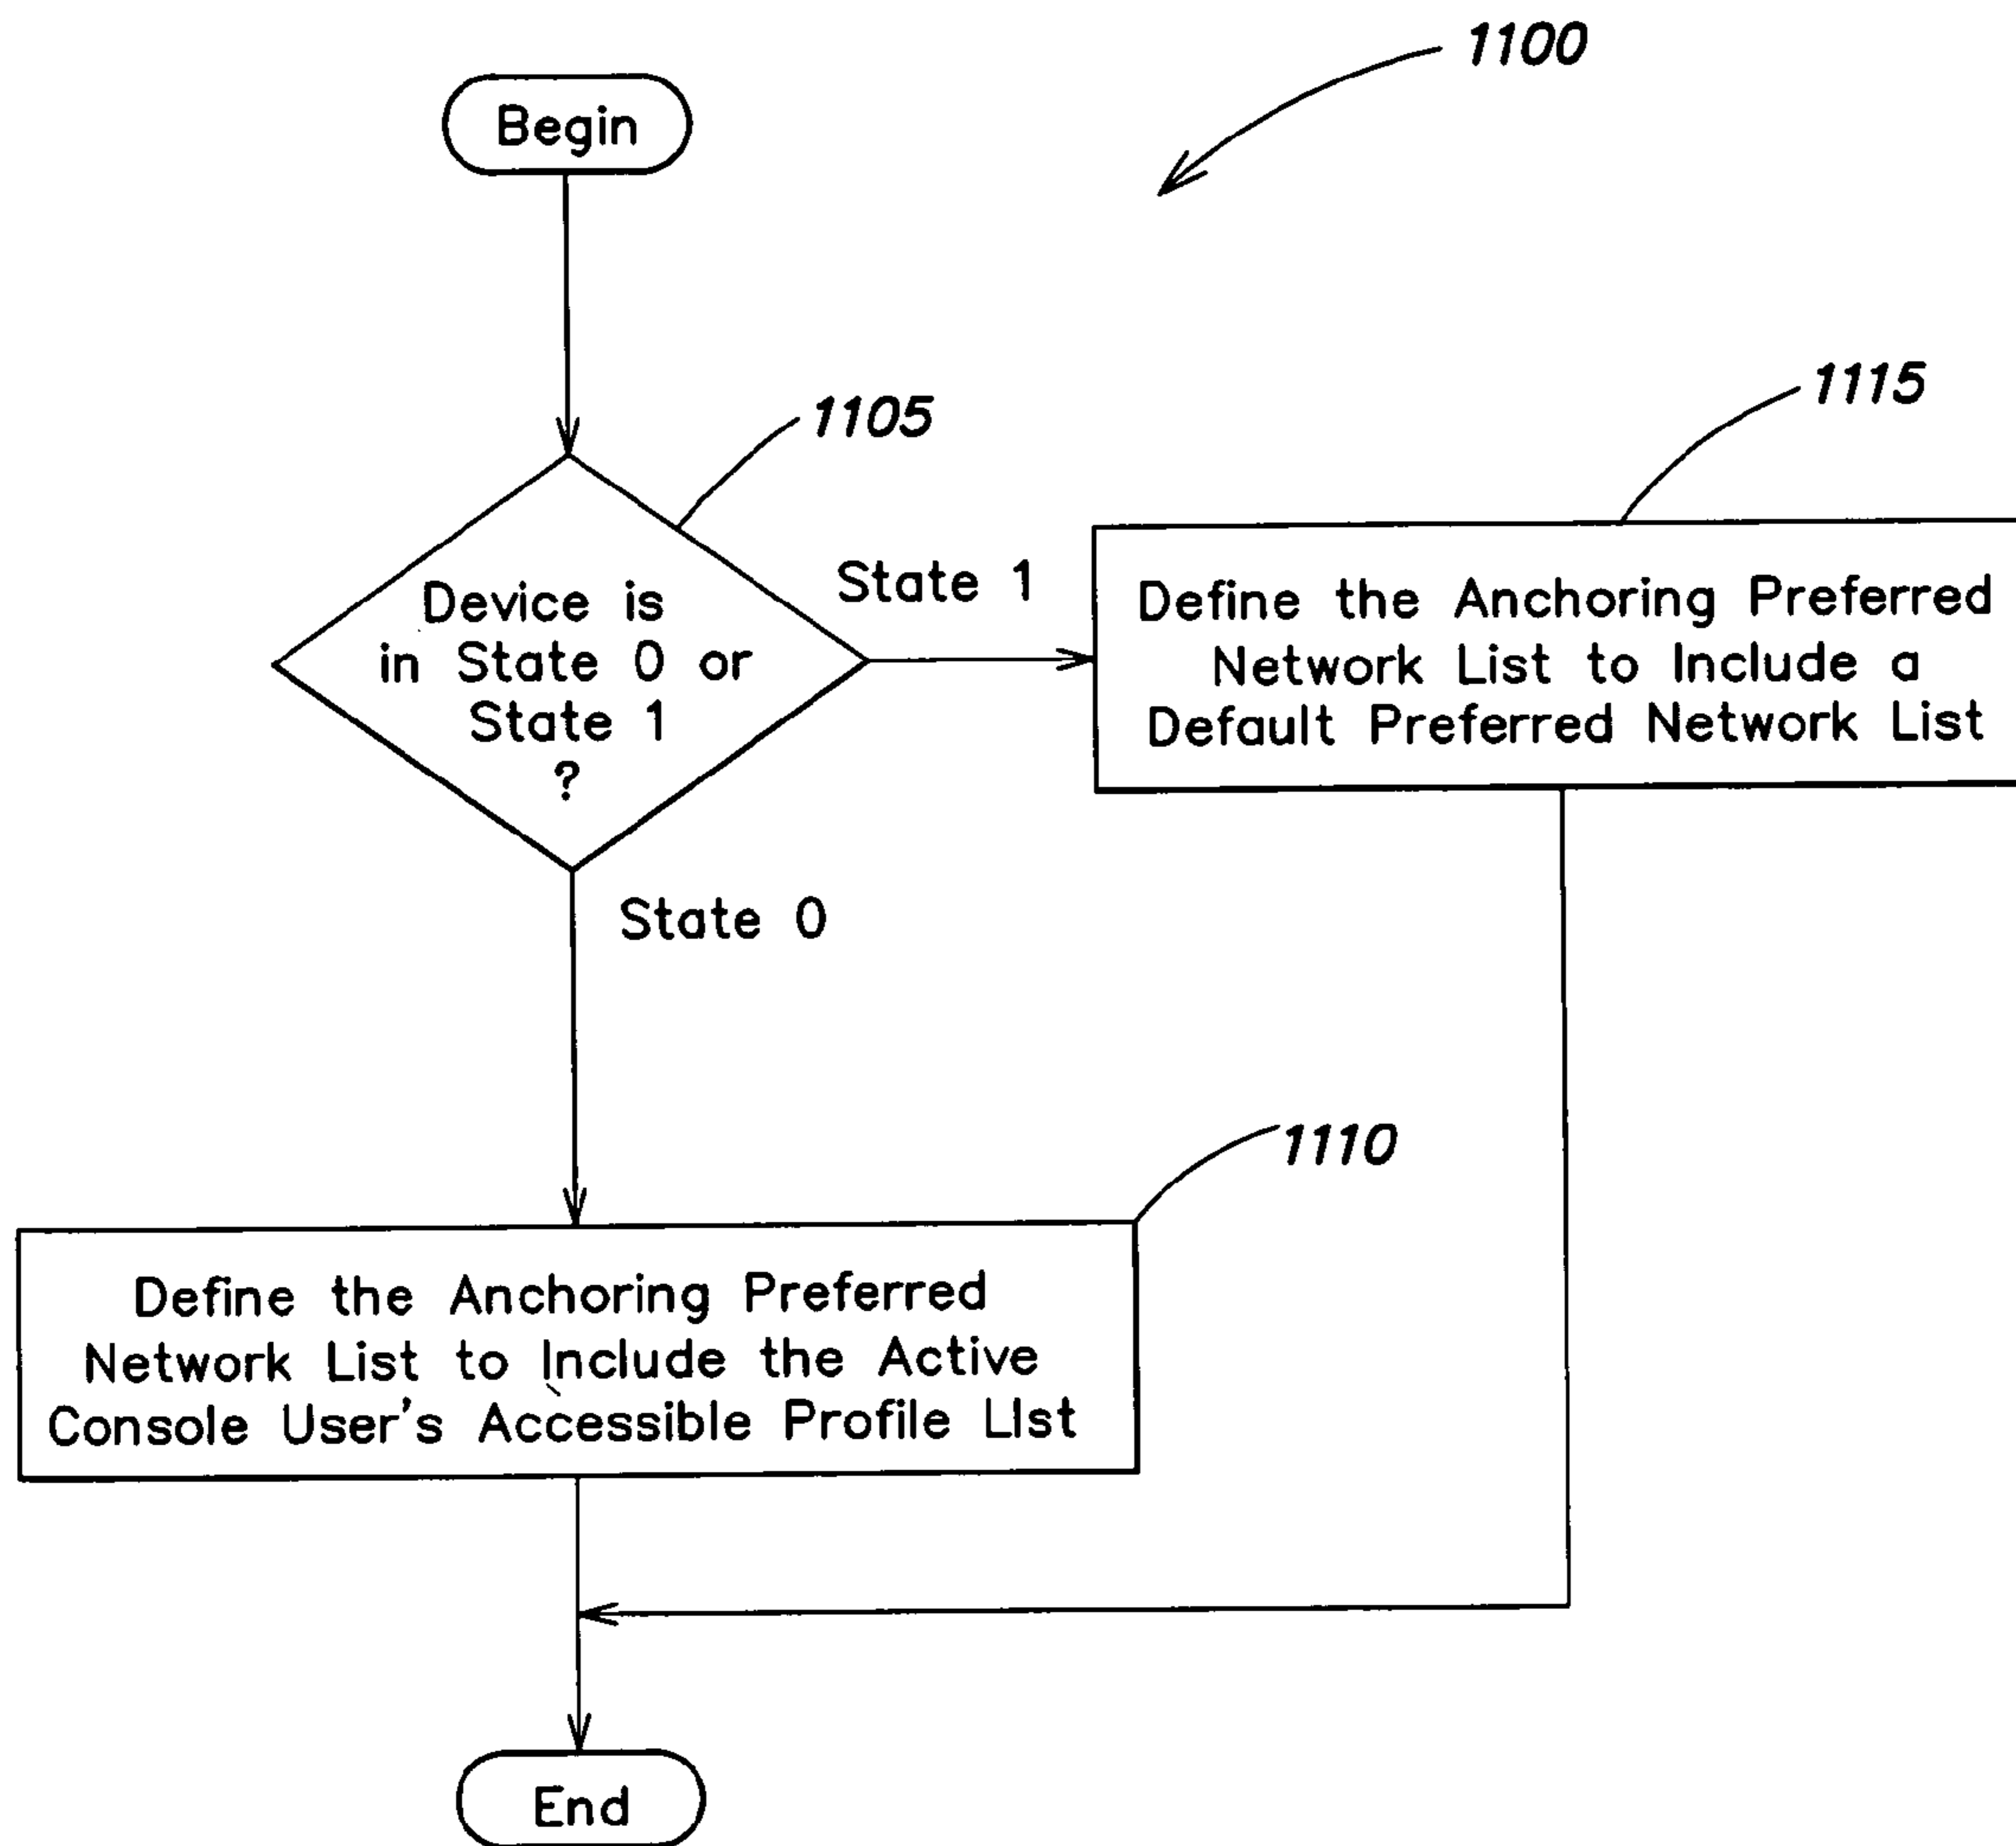 1100
Begin
1105
1115
Device is
in State 0 or
State 1
?
State 1
Define the Anchoring Preferred
Network List to Include a
Default Preferred Network List
State 0
1110
Define the Anchoring Preferred
Network List to Include the Active
Console User's Accessible Profile LIst
End